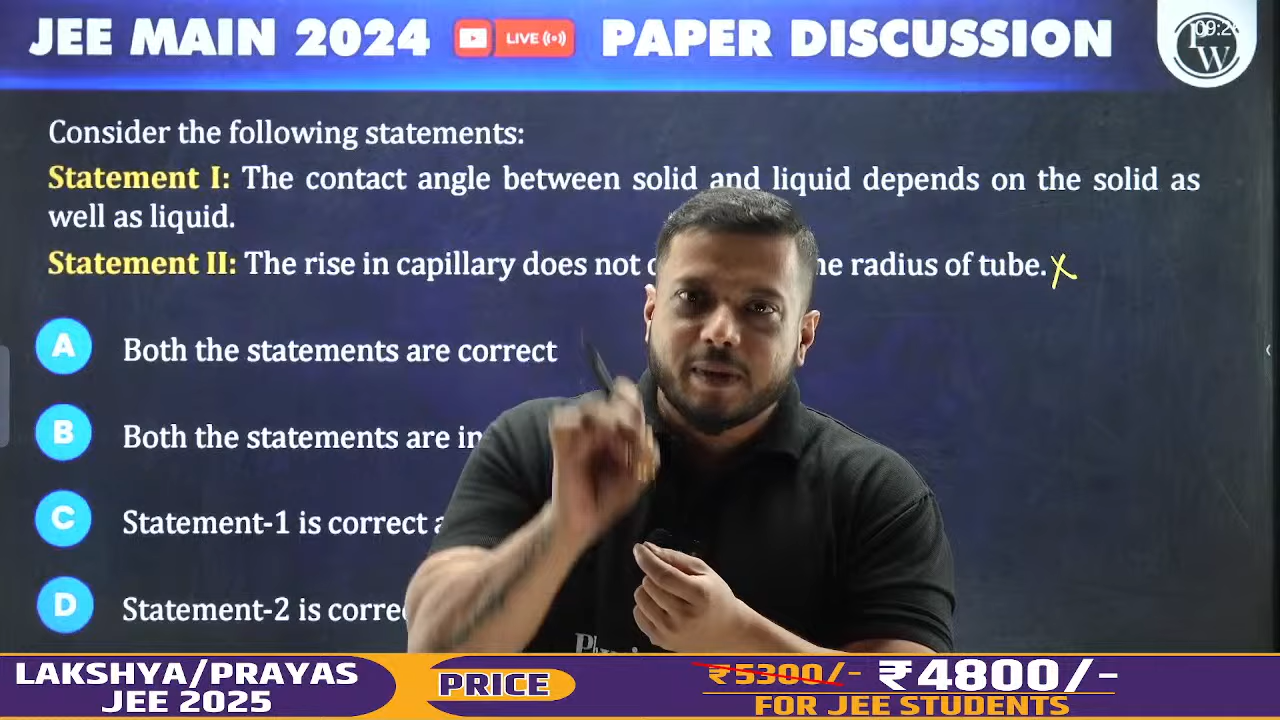 JEE MAIN 2024 LIVE PAPER DISCUSSION
09:2
PW
Consider the following statements:
Statement I: The contact angle between solid and liquid depends on the solid as
well as liquid.
Statement II: The rise in capillary does not radius of tube. X
A Both the statements are correct
B Both the statements are
C Statement-1 is correct
D Statement-2 is
LAKSHYA/PRAYAS
JEE 2025
PRICE
₹5300/- ₹4800/-
FOR JEE STUDENTS